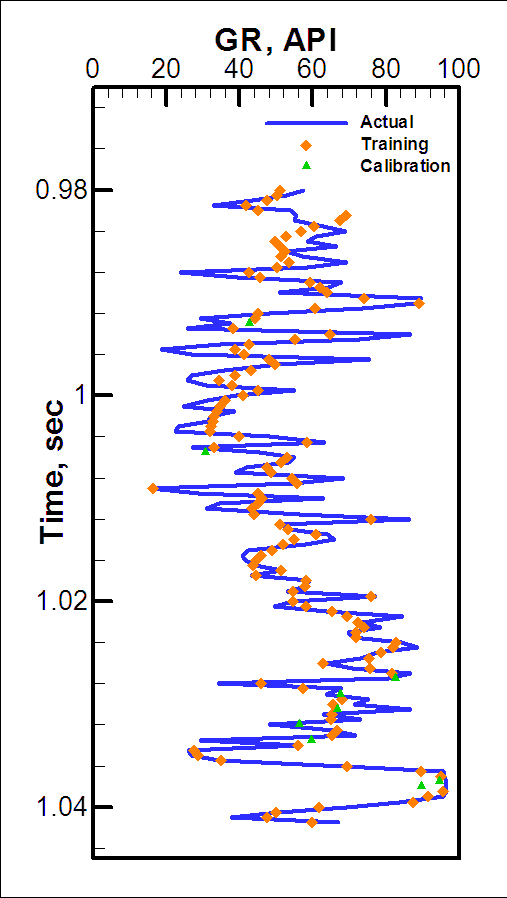 GR, API
0 20 40 60 80 100
Actual
Training
Calibration
0.98
1
1.02
1.04
Time, sec